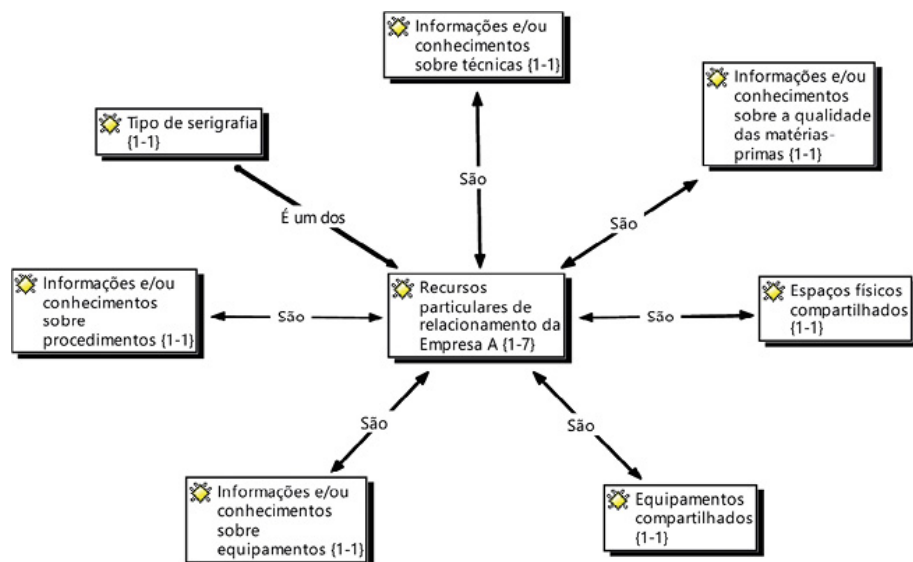 Informações e/ou
conhecimentos
sobre técnicas {1-1}
Informações e/ou
conhecimentos
sobre a qualidade
das matérias-
primas {1-1}
Tipo de serigrafia
{1-1}
São
São
É um dos
Informações e/ou
conhecimentos
sobre
procedimentos {1-1}
São
Recursos
particulares de
relacionamento da
Empresa A {1-7}
São
Espaços físicos
compartilhados
{1-1}
São
São
Informações e/ou
conhecimentos
sobre
equipamentos {1-1}
Equipamentos
compartilhados
{1-1}